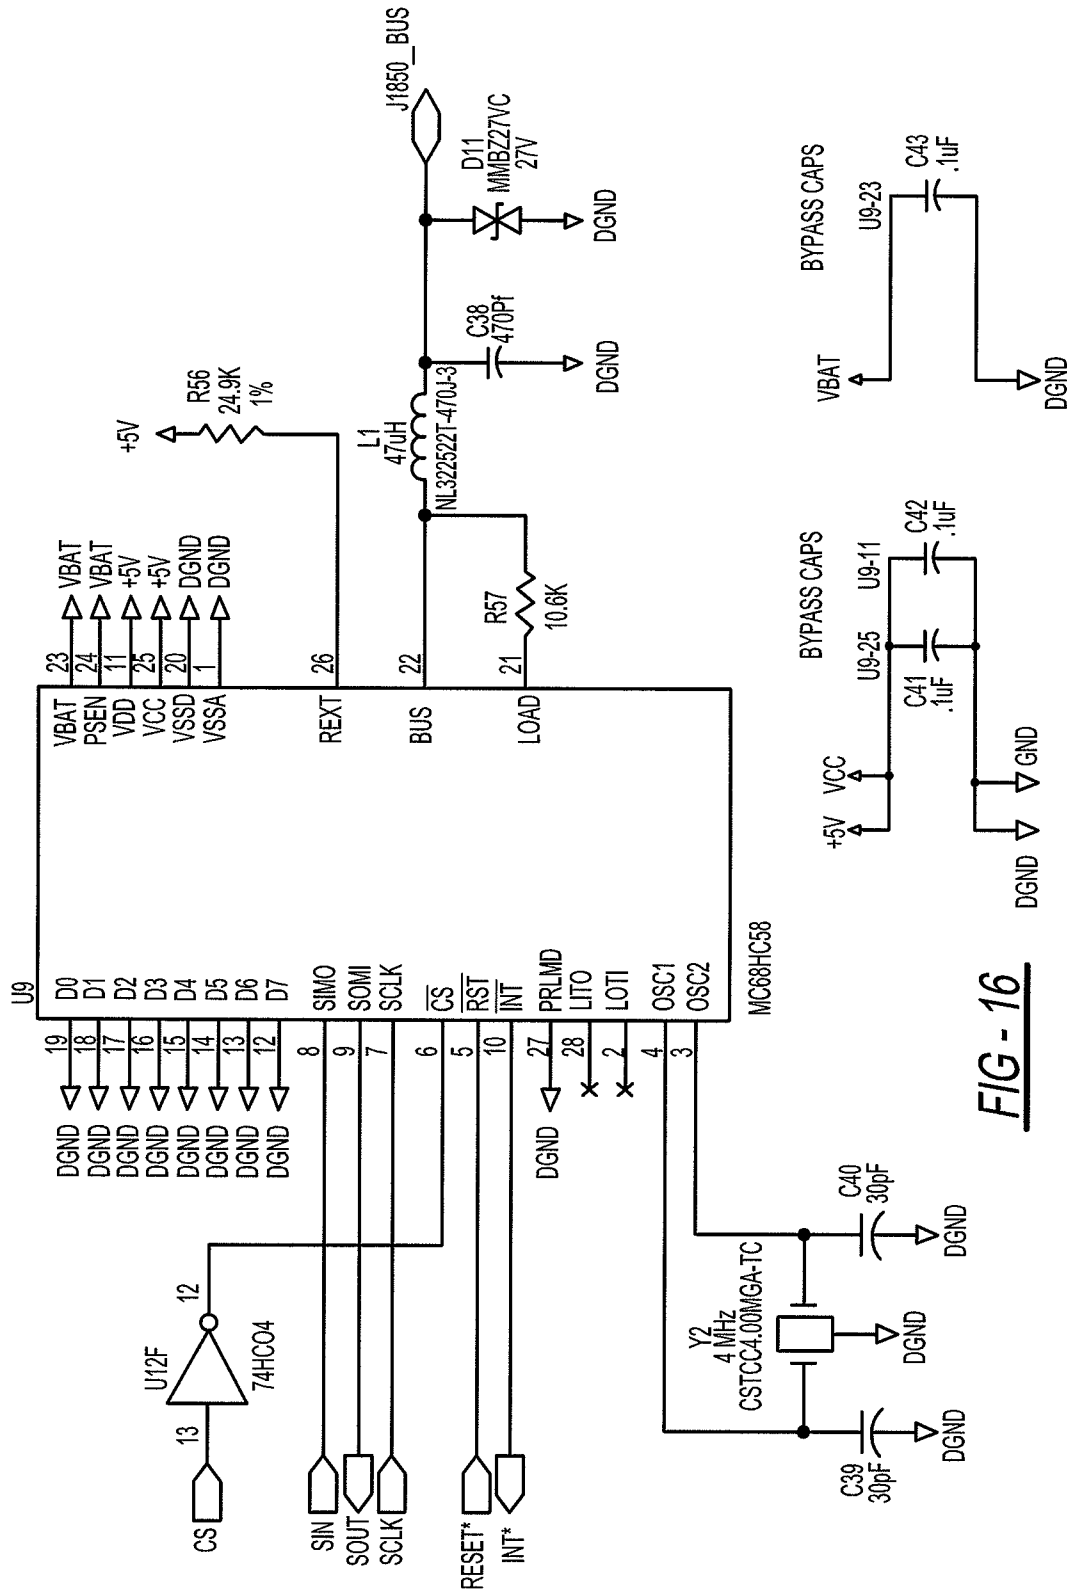 U9
D0
D1
D2
D3
D4
D5
D6
D7
SIMO
SOMI
SCLK
CS
RST
INT
PRLMD
LITO
LOTI
OSC1
OSC2
MC68HC58
19
18
17
16
15
14
13
12
8
9
7
6
5
10
27
28
2
4
3
DGND
DGND
DGND
DGND
DGND
DGND
DGND
DGND
DGND
CS
13
U12F
12
74HC04
SIN
SOUT
SCLK
RESET*
INT*
VBAT
PSEN
VDD
VCC
VSSD
VSSA
REXT
BUS
LOAD
23
24
11
25
20
1
26
22
21
VBAT
VBAT
+5V
+5V
DGND
DGND
+5V
R56
24.9K
1%
L1
47uH
NL322522T-470J-3
R57
10.6K
C38
470Pf
DGND
D11
MMBZ27VC
27V
DGND
J1850_BUS
Y2
4 MHz
CSTCC4.00MGA-TC
DGND
C39
30pF
DGND
C40
30pF
DGND
BYPASS CAPS
+5V
VCC
U9-25
U9-11
C41
.1uF
C42
.1uF
DGND
GND
BYPASS CAPS
VBAT
U9-23
C43
.1uF
DGND
FIG - 16